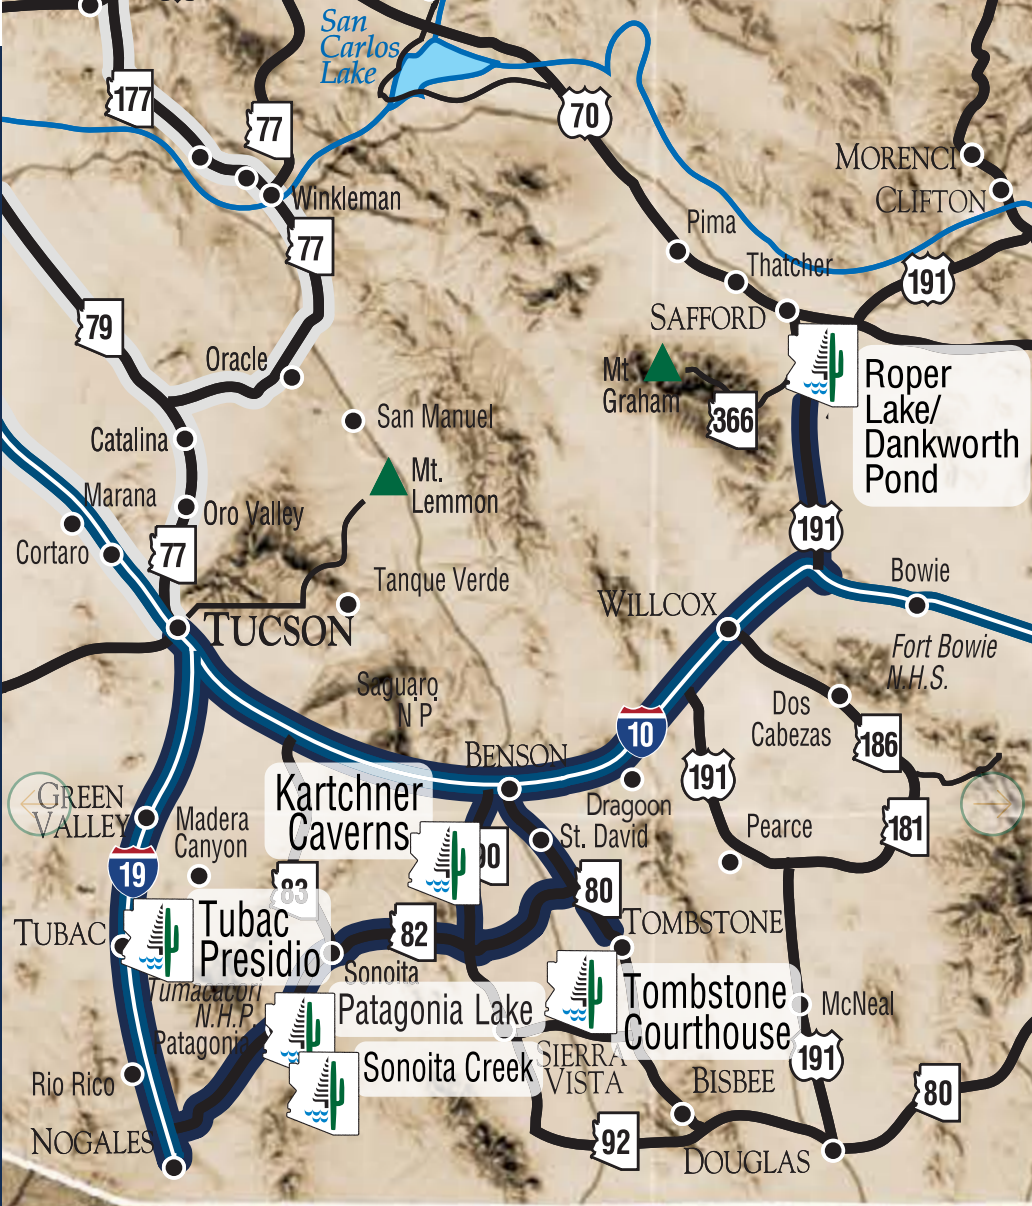 San
Carlos
Lake
177
77
70
MORENCI
CLIFTON
Winkleman
77
Pima
Thatcher
191
79
SAFFORD
Oracle
Mt
Graham
366
Roper
Lake/
Dankworth
Pond
San Manuel
Catalina
Mt.
Lemmon
Marana
Oro Valley
Cortaro
77
191
Tanque Verde
Bowie
WILLCOX
TUCSON
Fort Bowie
N.H.S.
Saguaro
N P
Dos
Cabezas
10
186
BENSON
191
GREEN
VALLEY
Kartchner
Caverns
Dragoon
Madera
Canyon
St. David
Pearce
181
90
19
83
80
TUBAC
Tubac
Presidio
82
TOMBSTONE
Sonoita
Tumacacori
N.H.P
Patagonia
Patagonia Lake
Tombstone
Courthouse
McNeal
Sonoita Creek
SIERRA
VISTA
191
Rio Rico
BISBEE
80
NOGALES
92
DOUGLAS